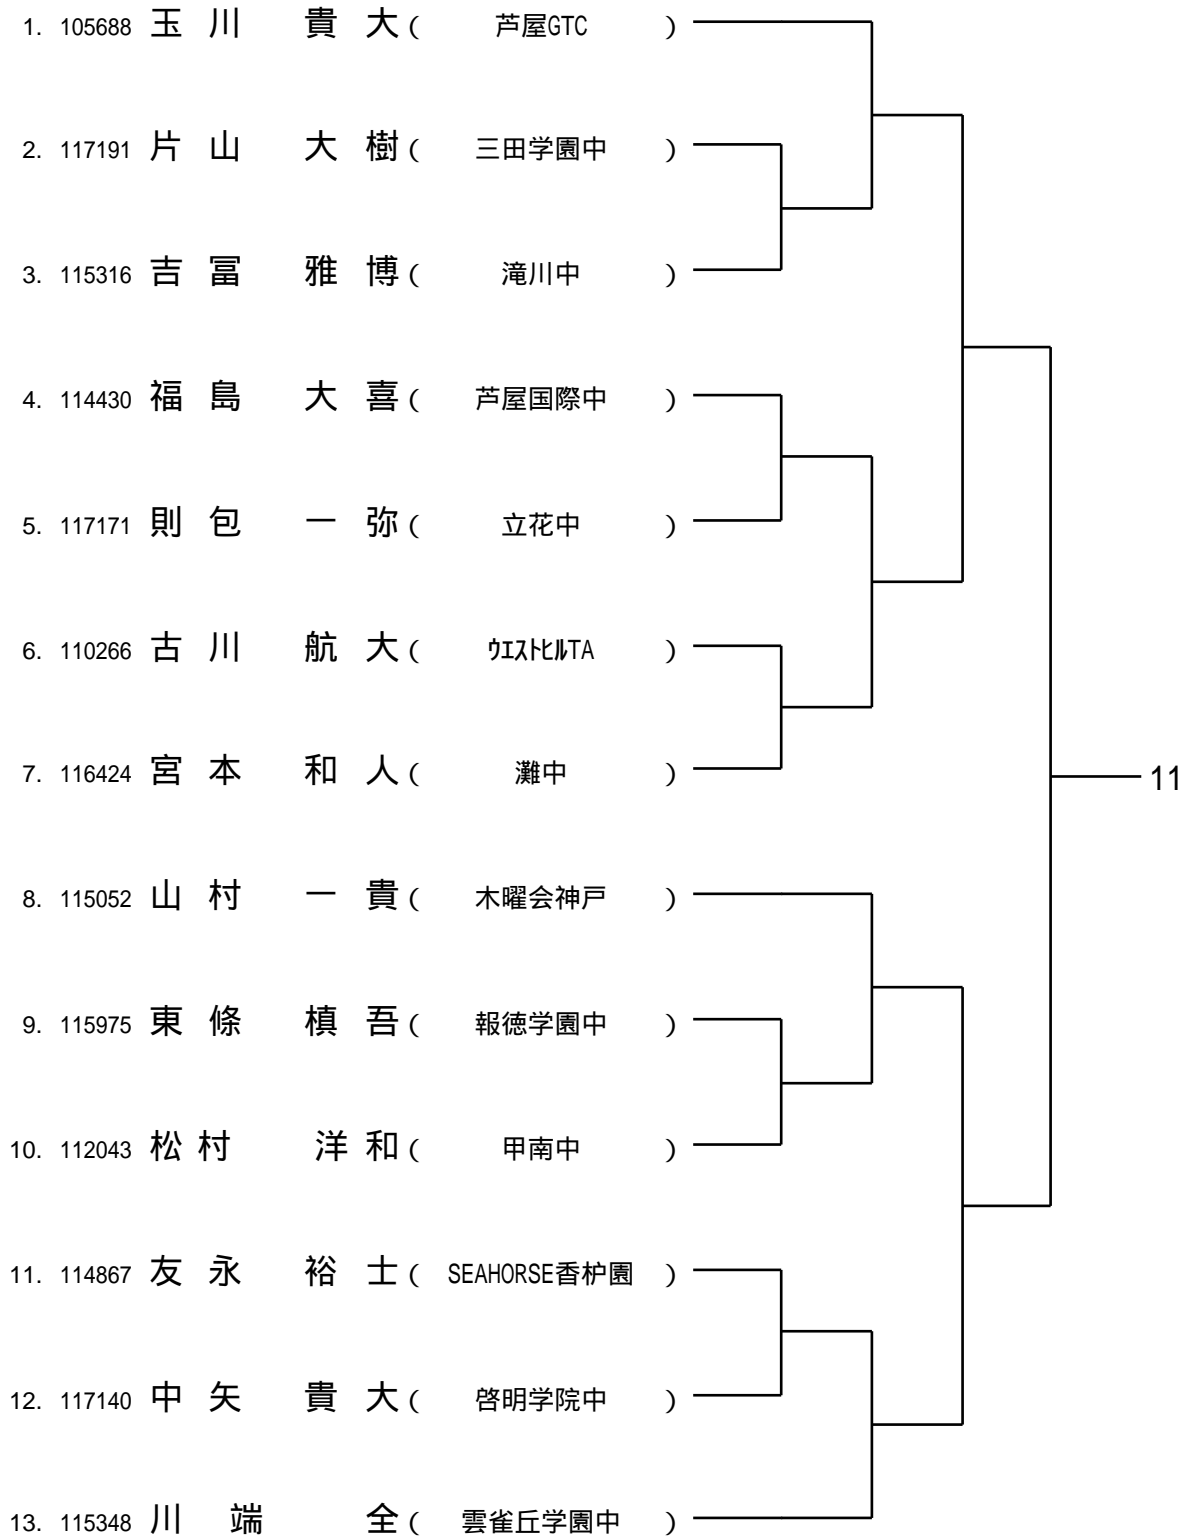 1. 105688 玉川 貴大 ( 芦屋GTC )
2. 117191 片山 大樹 ( 三田学園中 )
3. 115316 吉冨 雅博 ( 滝川中 )
4. 114430 福島 大喜 ( 芦屋国際中 )
5. 117171 則包 一弥 ( 立花中 )
6. 110266 古川 航大 ( ｳｴｽﾄﾋﾙTA )
7. 116424 宮本 和人 ( 灘中 )
11
8. 115052 山村 一貴 ( 木曜会神戸 )
9. 115975 東條 槙吾 ( 報徳学園中 )
10. 112043 松村 洋和 ( 甲南中 )
11. 114867 友永 裕士 ( SEAHORSE香枦園 )
12. 117140 中矢 貴大 ( 啓明学院中 )
13. 115348 川端 全 ( 雲雀丘学園中 )